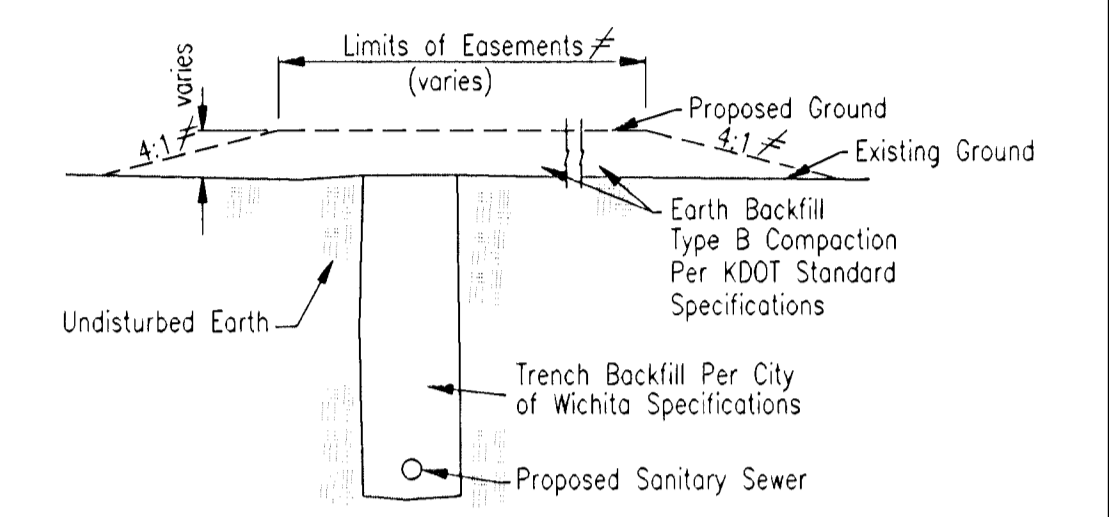 Limits of Easements ≠
(varies)
varies
4:1 ≠
Proposed Ground
4:1 ≠
Existing Ground
Earth Backfill
Type B Compaction
Per KDOT Standard
Specifications
Undisturbed Earth
Trench Backfill Per City
of Wichita Specifications
Proposed Sanitary Sewer